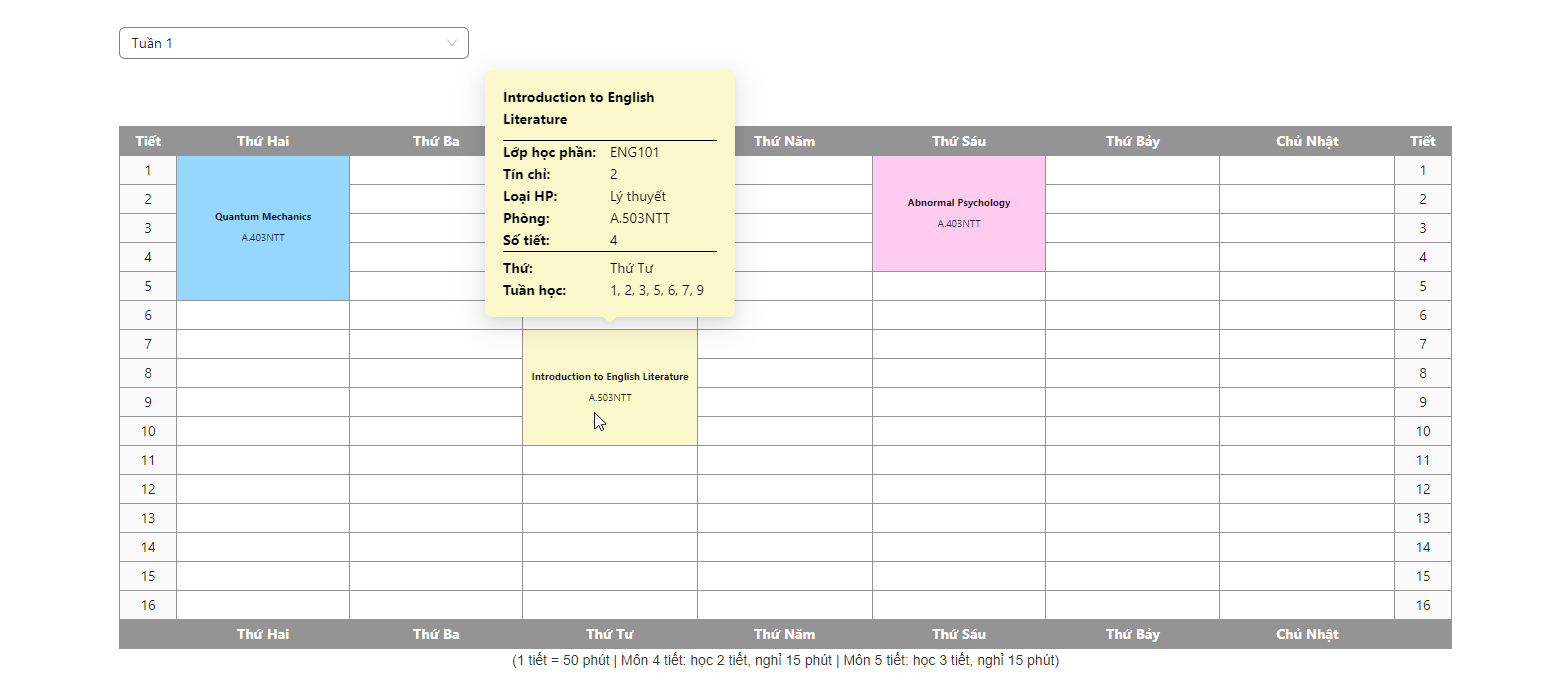 Tuần 1
Introduction to English
Literature
Lớp học phần: ENG101
Tín chỉ: 2
Loại HP: Lý thuyết
Phòng: A.503NTT
Số tiết: 4
Thứ: Thứ Tư
Tuần học: 1, 2, 3, 5, 6, 7, 9
Tiết Thứ Hai Thứ Ba Thứ Năm Thứ Sáu Thứ Bảy Chủ Nhật Tiết
1 1
2 2
Quantum Mechanics
A.403NTT
Abnormal Psychology
A.403NTT
3 3
4 4
5 5
6 6
7 7
8 8
Introduction to English Literature
A.503NTT
9 9
10 10
11 11
12 12
13 13
14 14
15 15
16 16
Thứ Hai Thứ Ba Thứ Tư Thứ Năm Thứ Sáu Thứ Bảy Chủ Nhật
(1 tiết = 50 phút | Môn 4 tiết: học 2 tiết, nghỉ 15 phút | Môn 5 tiết: học 3 tiết, nghỉ 15 phút)